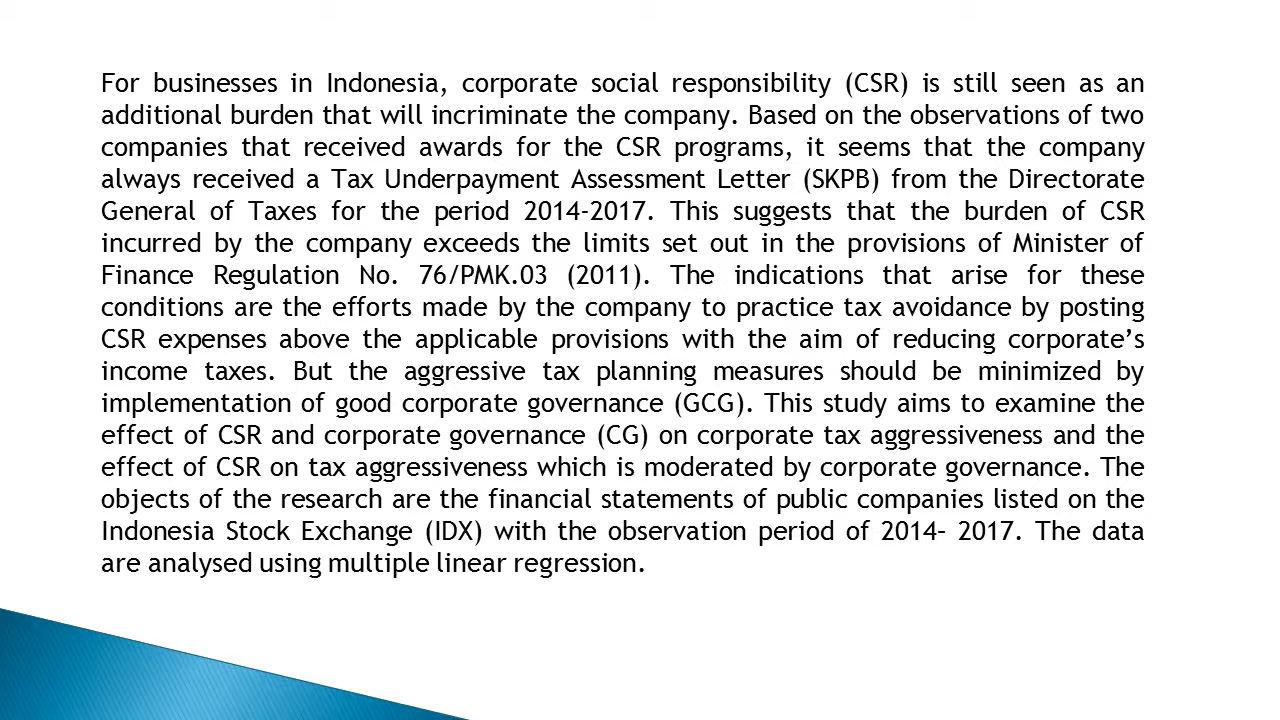 For businesses in Indonesia, corporate social responsibility (CSR) is still seen as an
additional burden that will incriminate the company. Based on the observations of two
companies that received awards for the CSR programs, it seems that the company
always received a Tax Underpayment Assessment Letter (SKPB) from the Directorate
General of Taxes for the period 2014-2017. This suggests that the burden of CSR
incurred by the company exceeds the limits set out in the provisions of Minister of
Finance Regulation No. 76/PMK.03 (2011). The indications that arise for these
conditions are the efforts made by the company to practice tax avoidance by posting
CSR expenses above the applicable provisions with the aim of reducing corporate’s
income taxes. But the aggressive tax planning measures should be minimized by
implementation of good corporate governance (GCG). This study aims to examine the
effect of CSR and corporate governance (CG) on corporate tax aggressiveness and the
effect of CSR on tax aggressiveness which is moderated by corporate governance. The
objects of the research are the financial statements of public companies listed on the
Indonesia Stock Exchange (IDX) with the observation period of 2014– 2017. The data
are analysed using multiple linear regression.